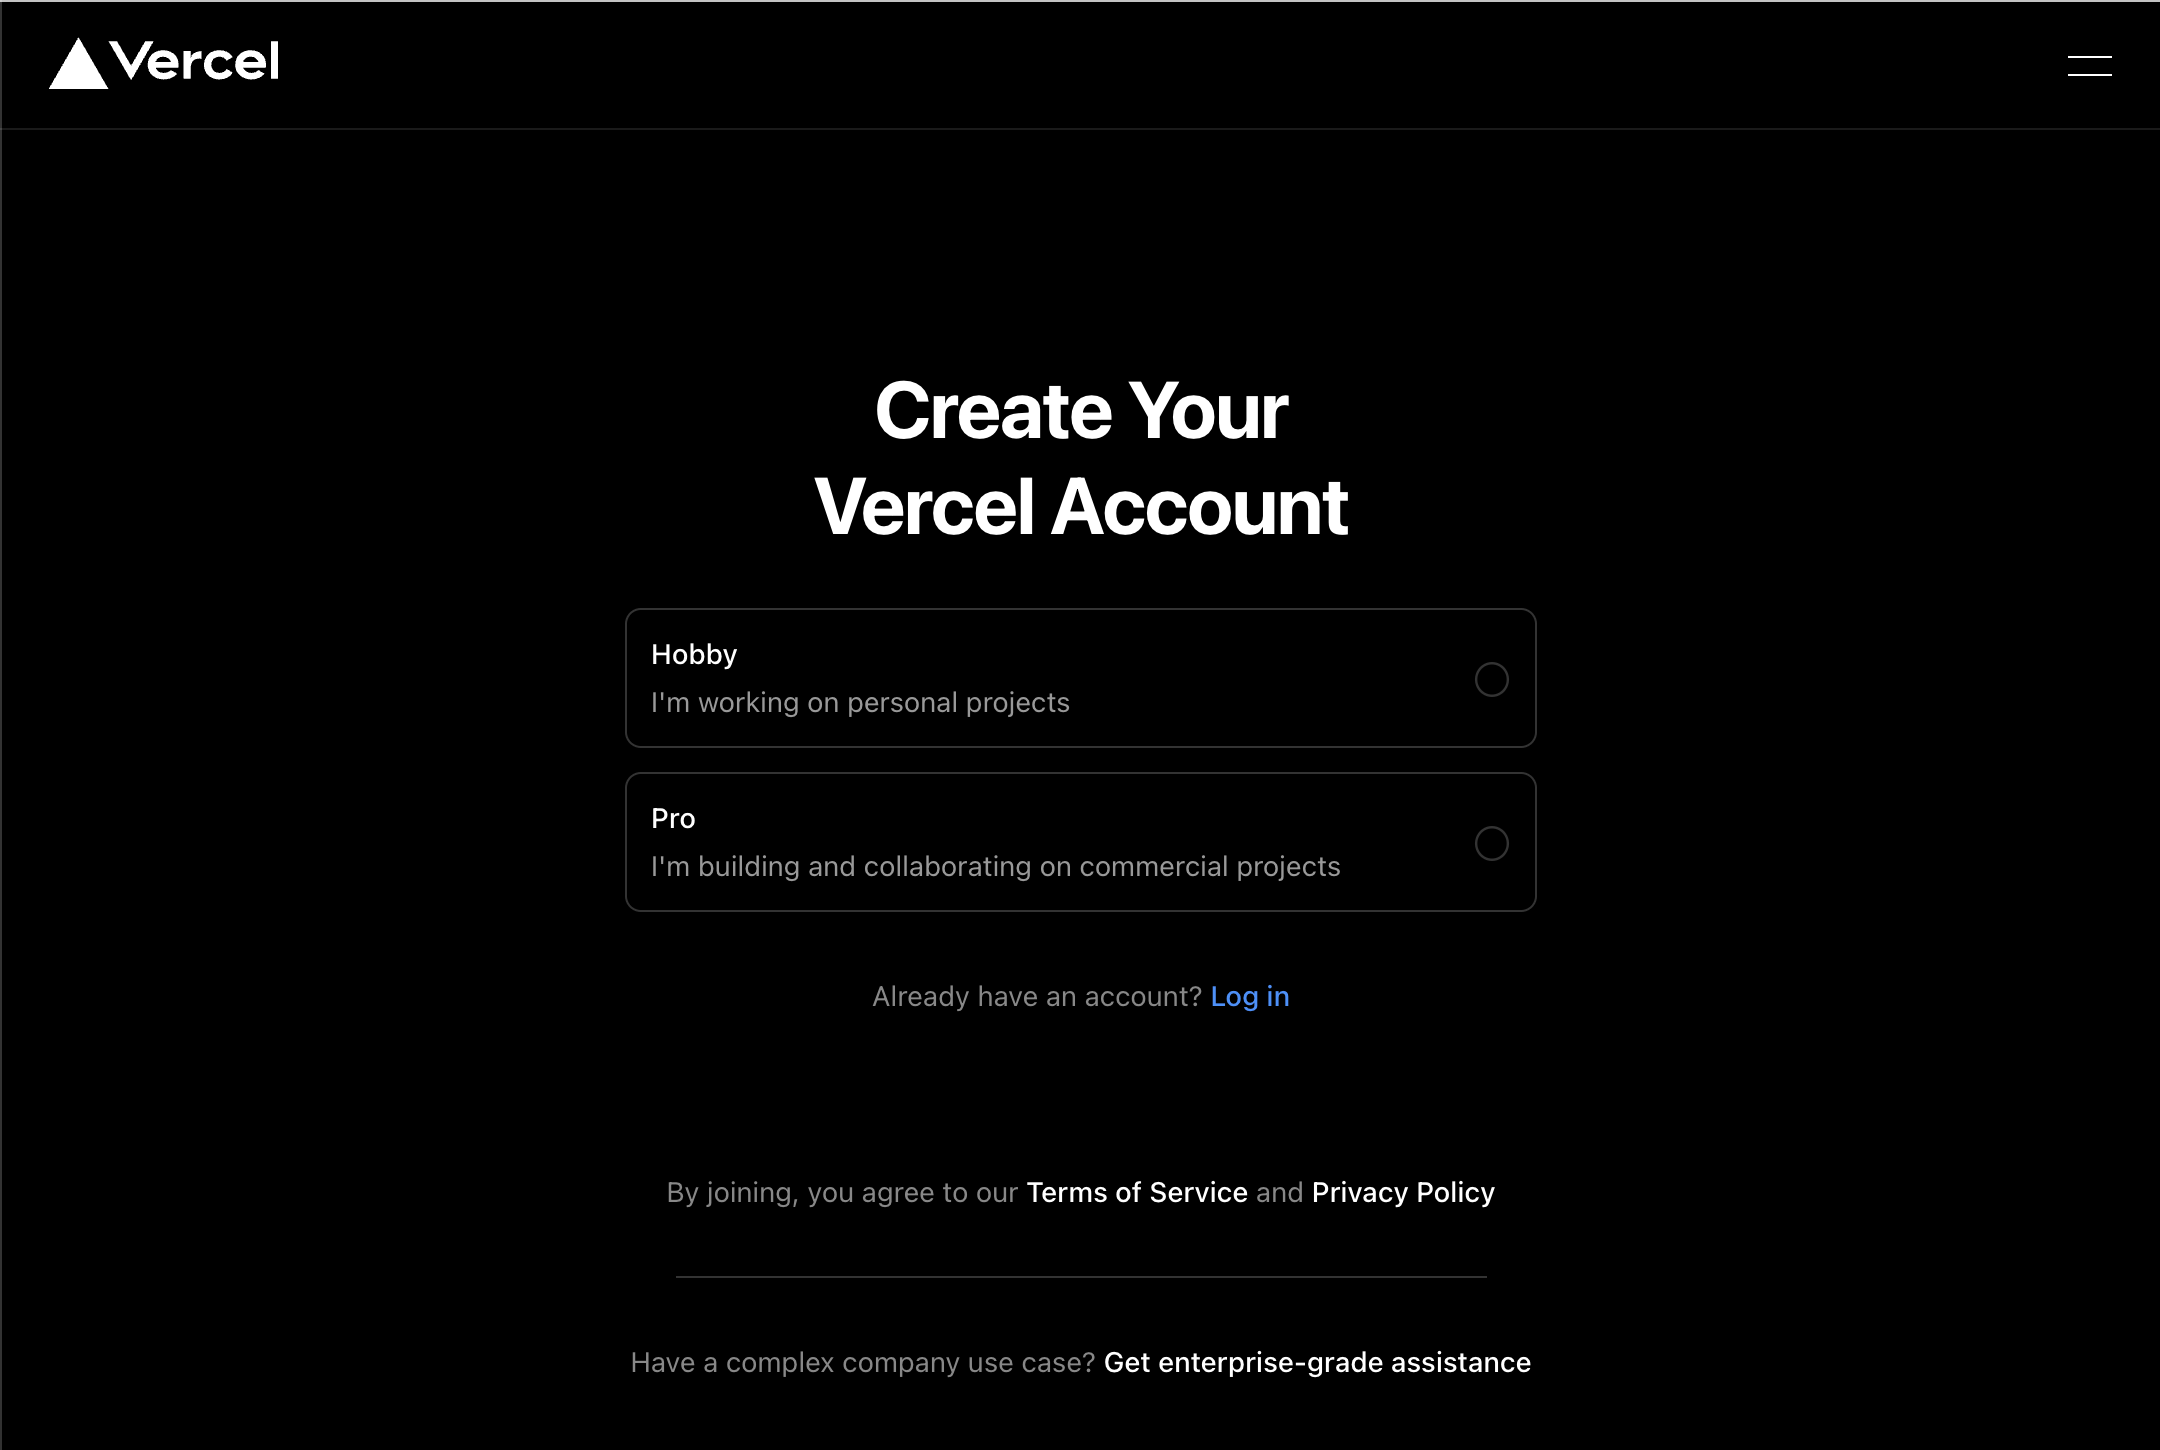 Vercel
Create Your
Vercel Account
Hobby
I'm working on personal projects
Pro
I'm building and collaborating on commercial projects
Already have an account? Log in
By joining, you agree to our Terms of Service and Privacy Policy
Have a complex company use case? Get enterprise-grade assistance